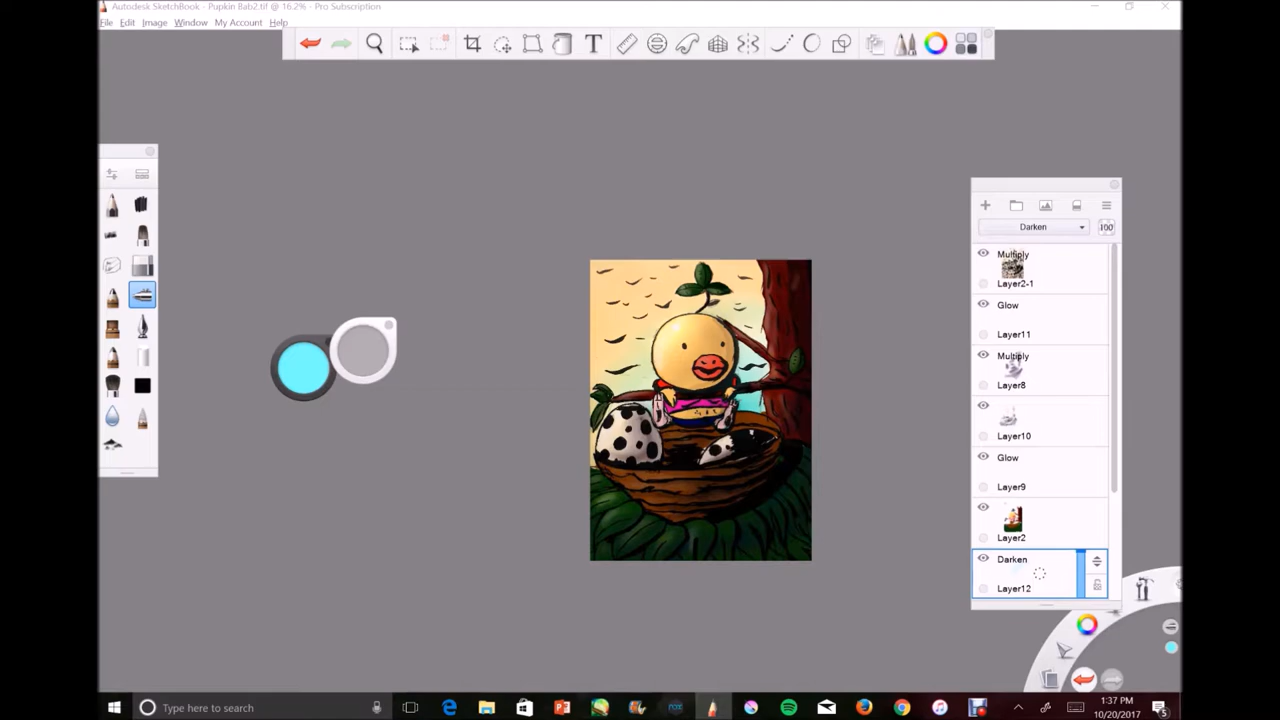 Autodesk SketchBook - Pupkin Bab2.tif @ 16.2% - Pro Subscription
File Edit Image Window My Account Help
T
Darken 100
Multiply
Layer2-1
Glow
Layer11
Multiply
Layer8
Layer10
Glow
Layer9
Layer2
Darken
Layer12
Type here to search
1:37 PM
10/20/2017
5